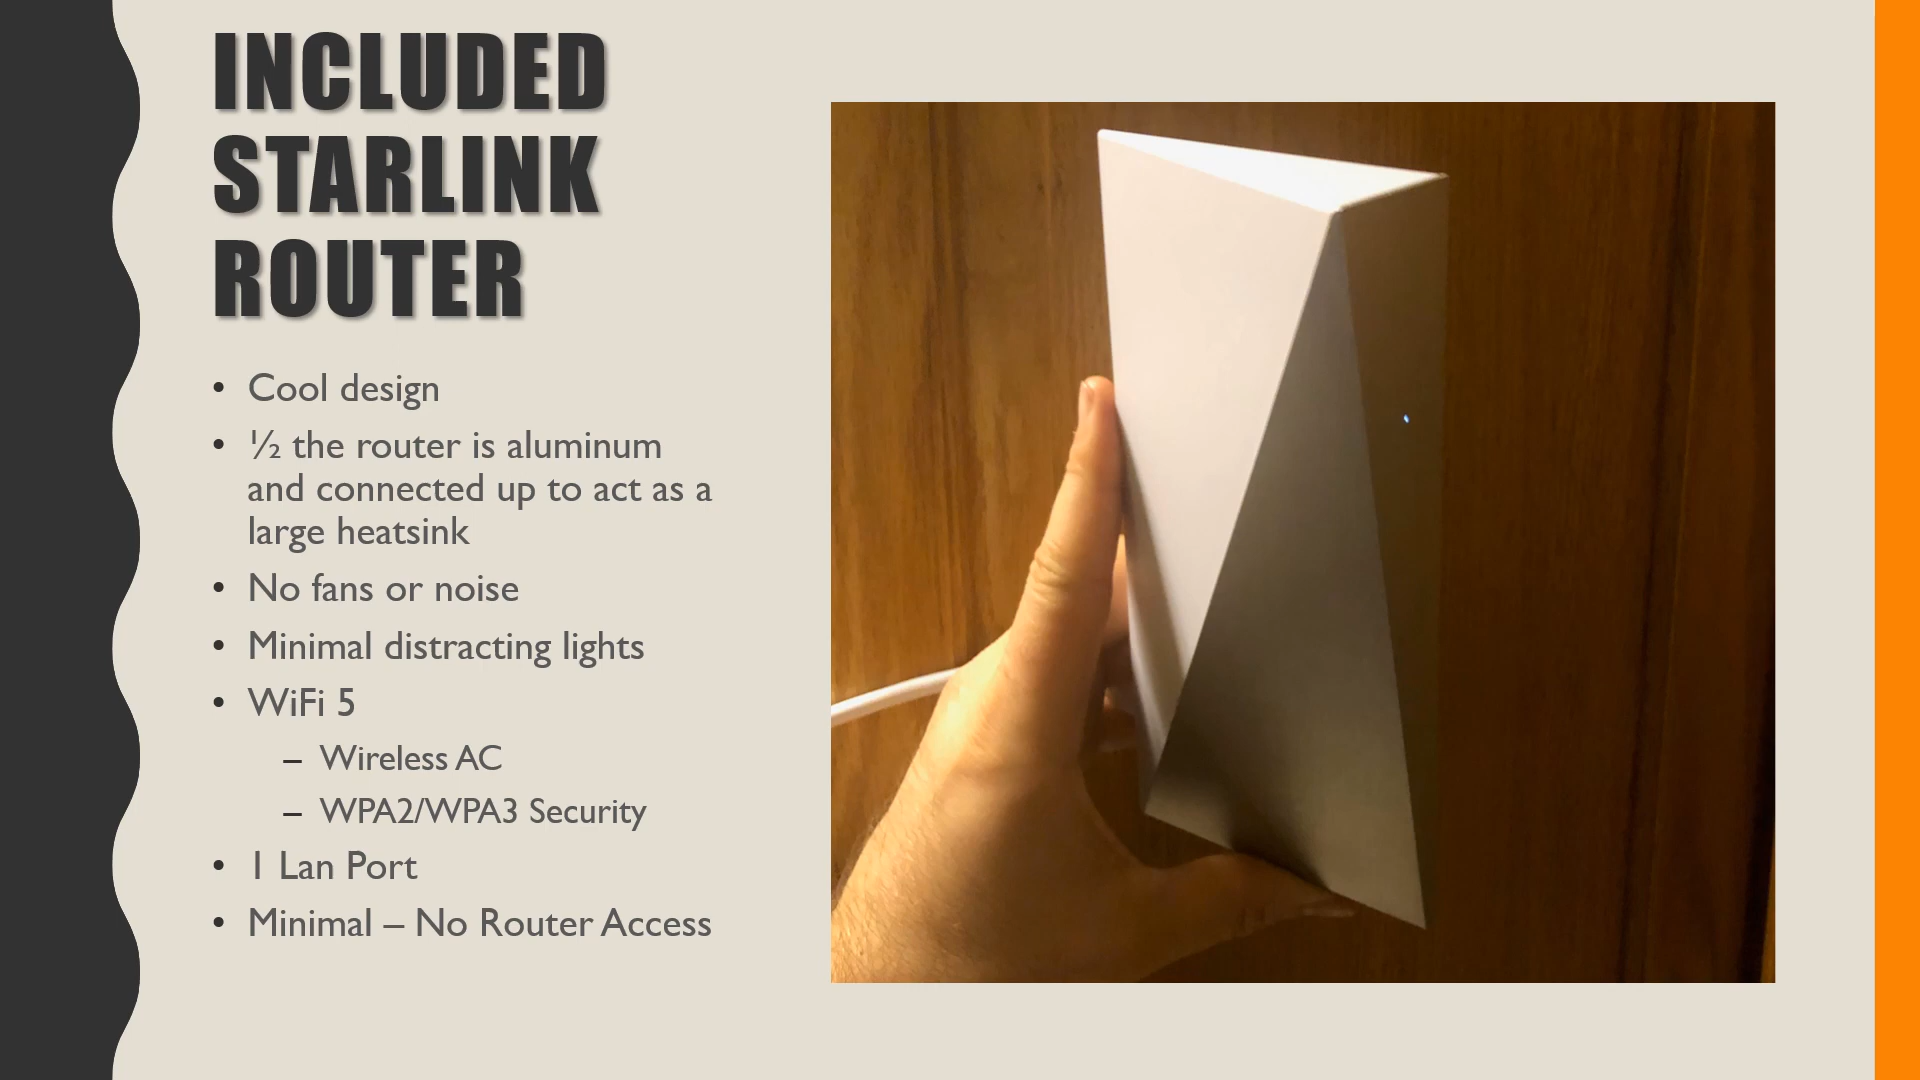 INCLUDED
STARLINK
ROUTER
• Cool design
• ½ the router is aluminum
and connected up to act as a
large heatsink
• No fans or noise
• Minimal distracting lights
• WiFi 5
– Wireless AC
– WPA2/WPA3 Security
• 1 Lan Port
• Minimal – No Router Access